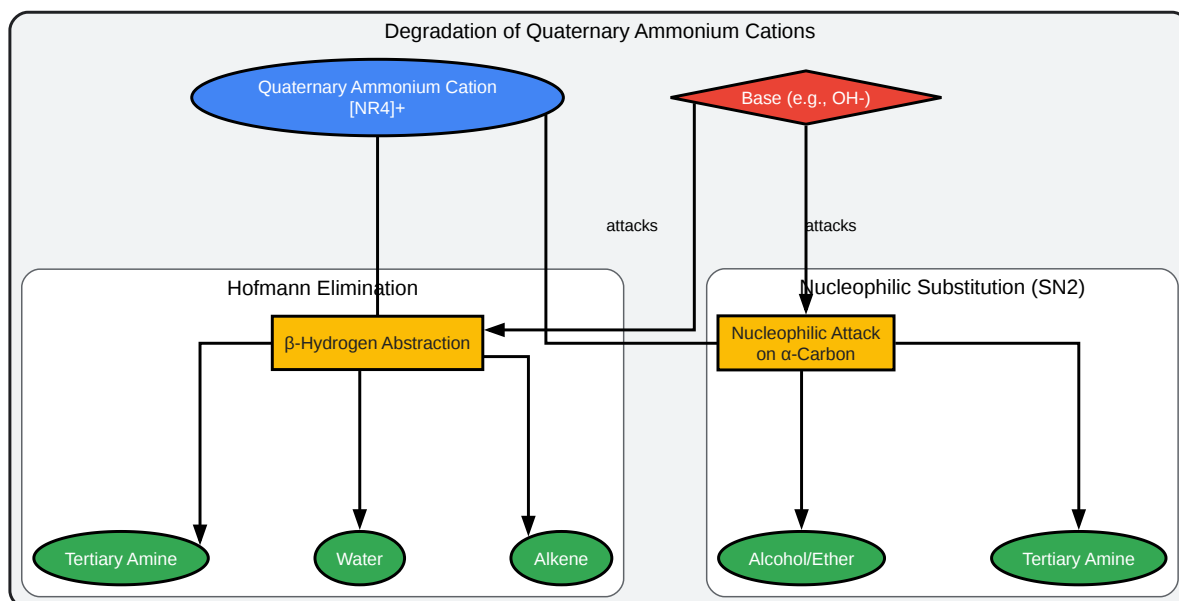 Degradation of Quaternary Ammonium Cations
Quaternary Ammonium Cation
[NR4]+
Base (e.g., OH-)
attacks
attacks
Hofmann Elimination
Nucleophilic Substitution (SN2)
β-Hydrogen Abstraction
Nucleophilic Attack
on α-Carbon
Tertiary Amine
Water
Alkene
Alcohol/Ether
Tertiary Amine